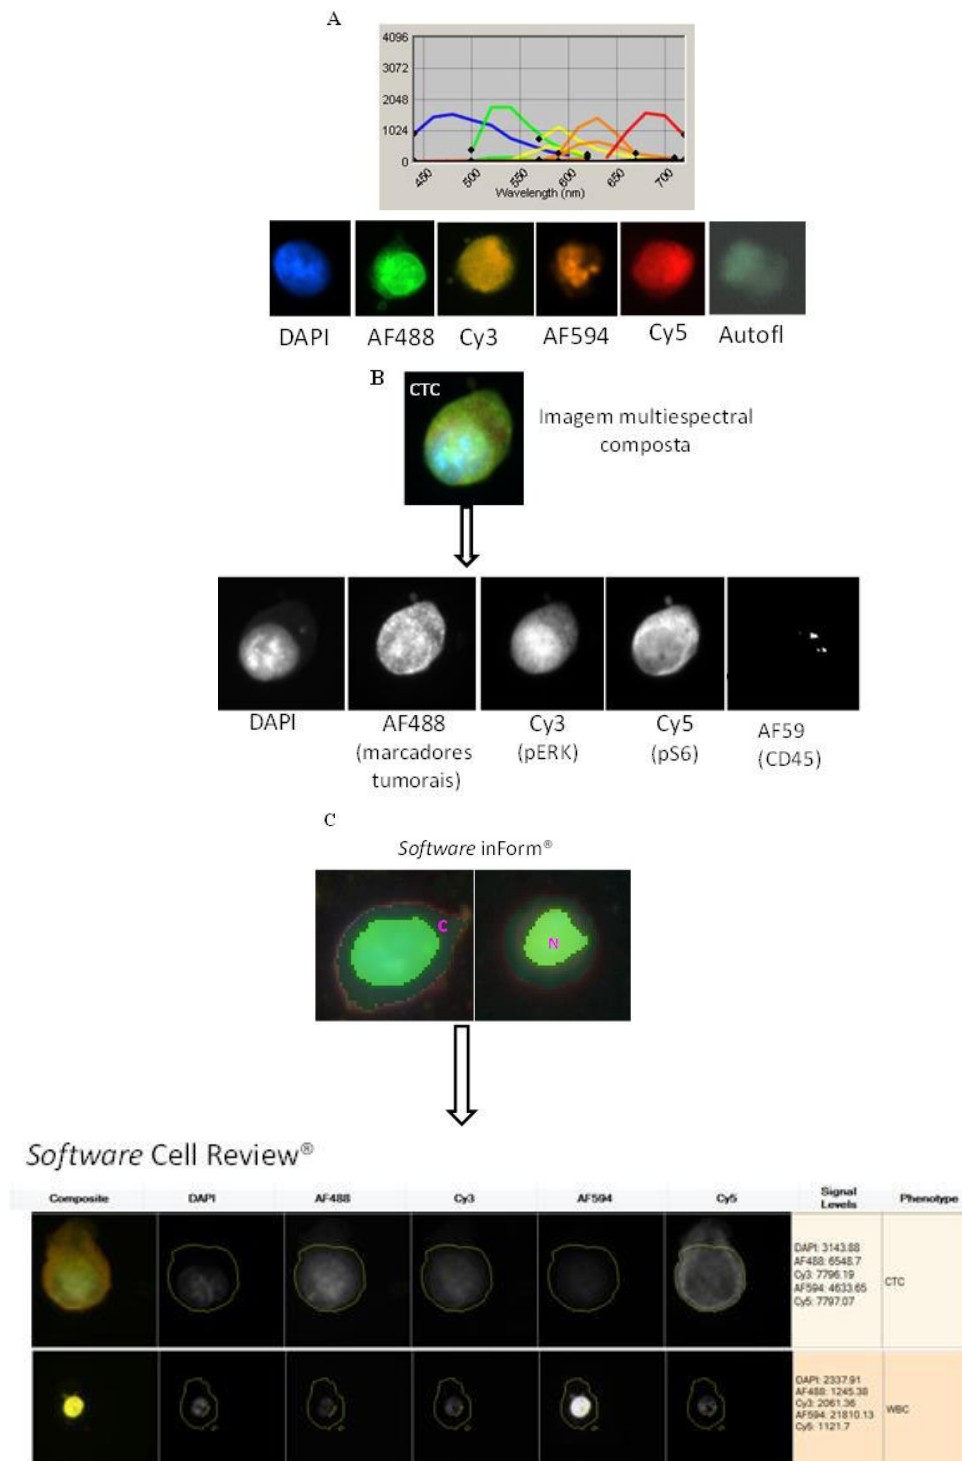 A
4096
3072
2048
1024
0
450 500 550 600 650 700
Wavelength (nm)
DAPI AF488 Cy3 AF594 Cy5 Autofl
B
CTC
Imagem multiespectral
composta
DAPI AF488 Cy3 Cy5 AF59
(marcadores (pERK) (pS6) (CD45)
tumorais)
C
Software inForm®
C
N
Software Cell Review®
Composite DAPI AF488 Cy3 AF594 Cy5 Signal Levels Phenotype
DAPI: 3143.88
AF488: 6548.7
Cy3: 7796.19
AF594: 4633.65
Cy5: 7797.07
CTC
DAPI: 2337.91
AF488: 1245.38
Cy3: 2061.36
AF594: 21810.13
Cy5: 1121.7
WBC